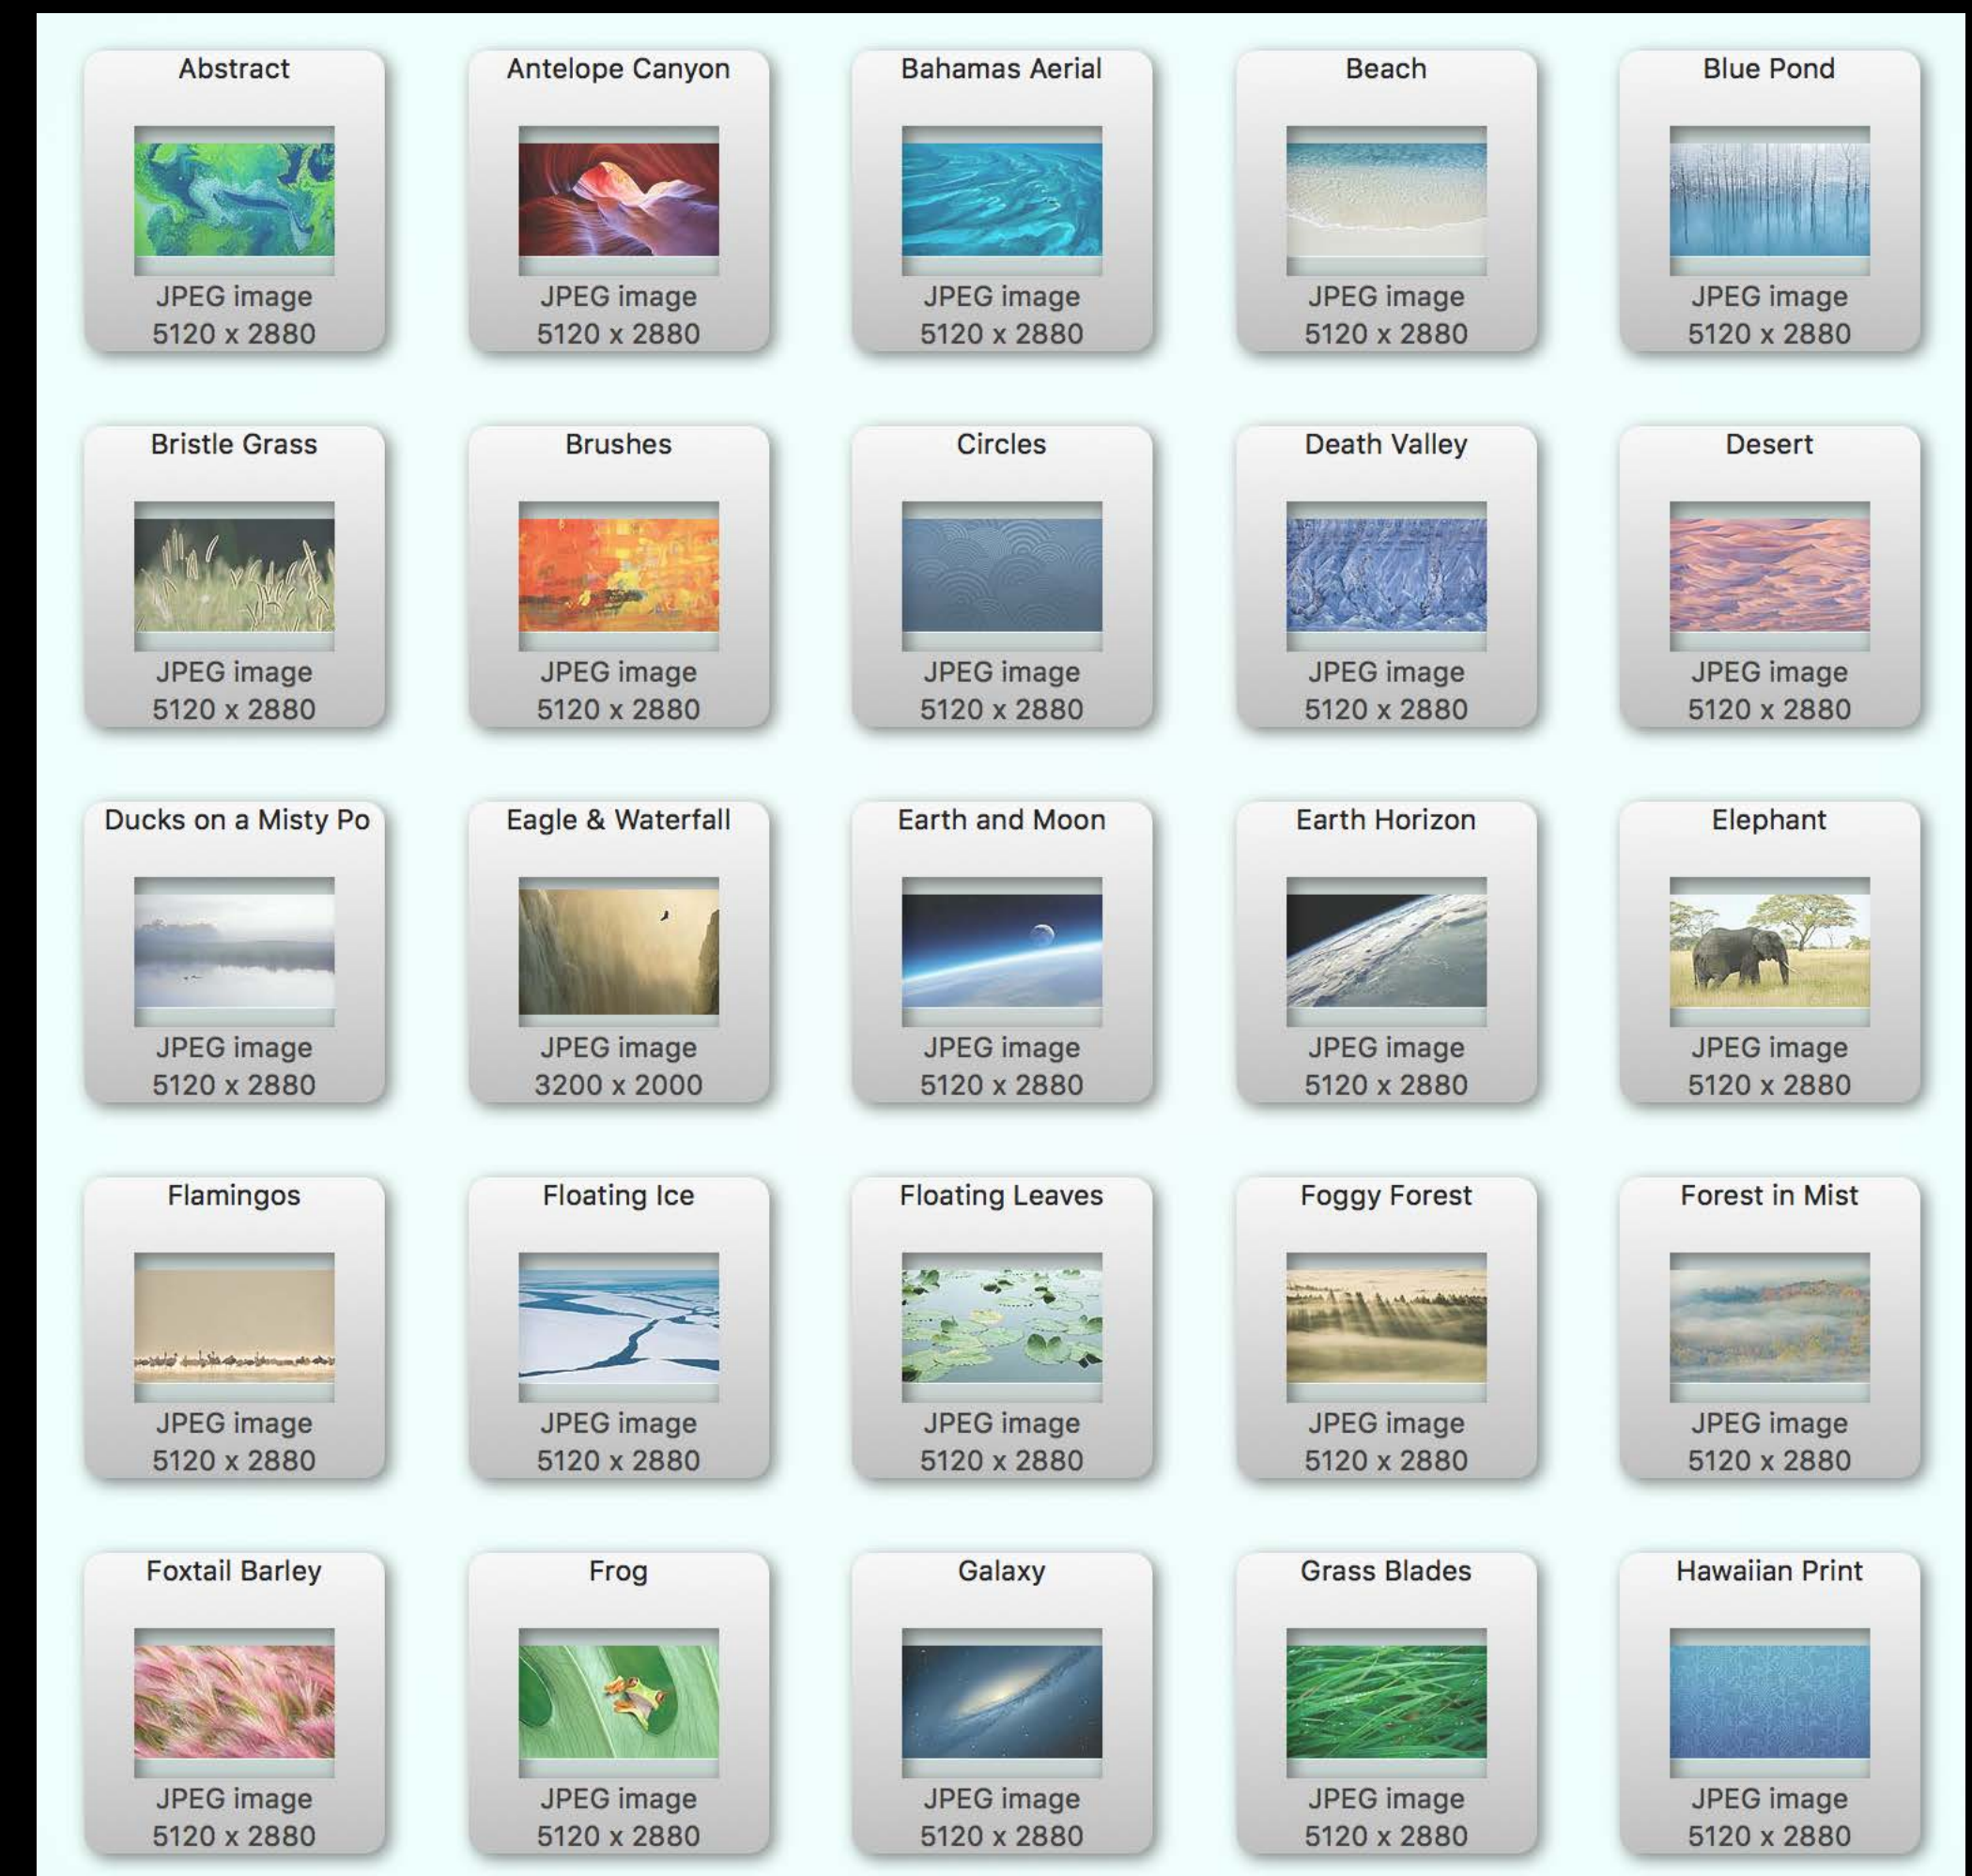 Abstract
JPEG image
5120 x 2880
Antelope Canyon
JPEG image
5120 x 2880
Bahamas Aerial
JPEG image
5120 x 2880
Beach
JPEG image
5120 x 2880
Blue Pond
JPEG image
5120 x 2880
Bristle Grass
JPEG image
5120 x 2880
Brushes
JPEG image
5120 x 2880
Circles
JPEG image
5120 x 2880
Death Valley
JPEG image
5120 x 2880
Desert
JPEG image
5120 x 2880
Ducks on a Misty Po
JPEG image
5120 x 2880
Eagle & Waterfall
JPEG image
3200 x 2000
Earth and Moon
JPEG image
5120 x 2880
Earth Horizon
JPEG image
5120 x 2880
Elephant
JPEG image
5120 x 2880
Flamingos
JPEG image
5120 x 2880
Floating Ice
JPEG image
5120 x 2880
Floating Leaves
JPEG image
5120 x 2880
Foggy Forest
JPEG image
5120 x 2880
Forest in Mist
JPEG image
5120 x 2880
Foxtail Barley
JPEG image
5120 x 2880
Frog
JPEG image
5120 x 2880
Galaxy
JPEG image
5120 x 2880
Grass Blades
JPEG image
5120 x 2880
Hawaiian Print
JPEG image
5120 x 2880